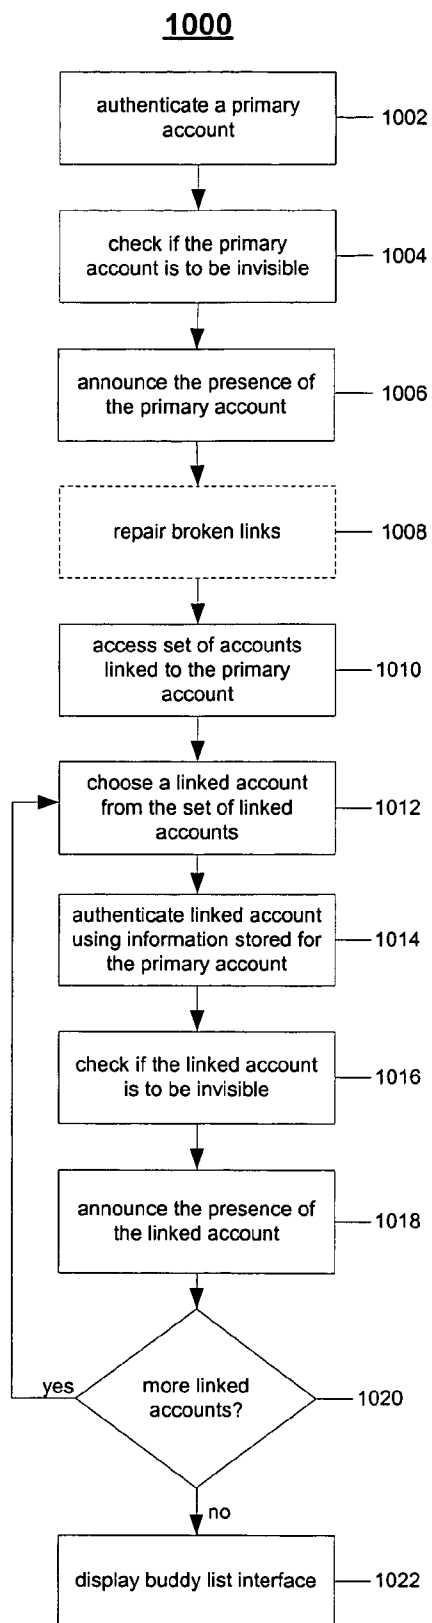 1000
authenticate a primary
account
1002
check if the primary
account is to be invisible
1004
announce the presence of
the primary account
1006
repair broken links
1008
access set of accounts
linked to the primary
account
1010
choose a linked account
from the set of linked
accounts
1012
authenticate linked account
using information stored for
the primary account
1014
check if the linked account
is to be invisible
1016
announce the presence of
the linked account
1018
yes
more linked
accounts?
1020
no
display buddy list interface
1022